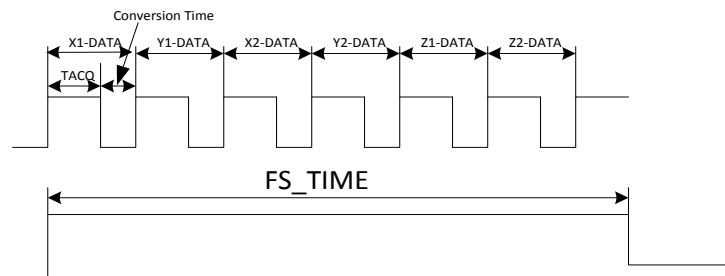 Conversion Time
X1-DATA Y1-DATA X2-DATA Y2-DATA Z1-DATA Z2-DATA
TACQ
FS_TIME